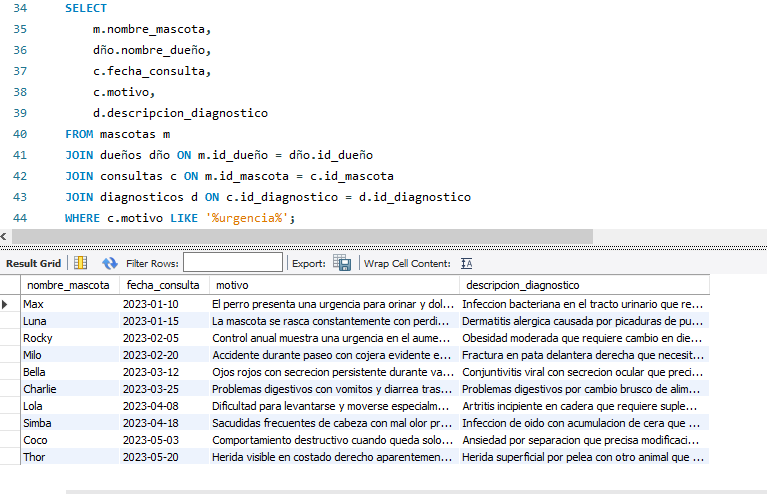 34 SELECT
35 m.nombre_mascota,
36 dño.nombre_dueño,
37 c.fecha_consulta,
38 c.motivo,
39 d.descripcion_diagnostico
40 FROM mascotas m
41 JOIN dueños dño ON m.id_dueño = dño.id_dueño
42 JOIN consultas c ON m.id_mascota = c.id_mascota
43 JOIN diagnosticos d ON c.id_diagnostico = d.id_diagnostico
44 WHERE c.motivo LIKE '%urgencia%';
Result Grid Filter Rows: Export: Wrap Cell Content: IA
nombre_mascota fecha_consulta motivo descripcion_diagnostico
Max 2023-01-10 El perro presenta una urgencia para orinar y dol... Infeccion bacteriana en el tracto urinario que re...
Luna 2023-01-15 La mascota se rasca constantemente con perdi... Dermatitis alergica causada por picaduras de pu...
Rocky 2023-02-05 Control anual muestra una urgencia en el aume... Obesidad moderada que requiere cambio en die...
Milo 2023-02-20 Accidente durante paseo con cojera evidente e... Fractura en pata delantera derecha que necesit...
Bella 2023-03-12 Ojos rojos con secrecion persistente durante va... Conjuntivitis viral con secrecion ocular que preci...
Charlie 2023-03-25 Problemas digestivos con vomitos y diarrea tras... Problemas digestivos por cambio brusco de alim...
Lola 2023-04-08 Dificultad para levantarse y moverse especialm... Artritis incipiente en cadera que requiere suple...
Simba 2023-04-18 Sacudidas frecuentes de cabeza con mal olor pr... Infeccion de oido con acumulacion de cera que ...
Coco 2023-05-03 Comportamiento destructivo cuando queda solo... Ansiedad por separacion que precisa modificaci...
Thor 2023-05-20 Herida visible en costado derecho aparentemen... Herida superficial por pelea con otro animal que ...